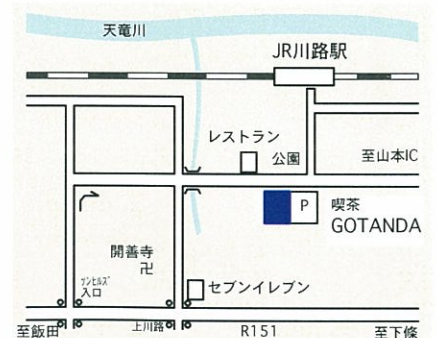 天竜川
JR川路駅
レストラン
公園
至山本IC
P
喫茶
GOTANDA
開善寺
卍
サンヒルズ
入口
セブンイレブン
至飯田
上川路
R151
至下條